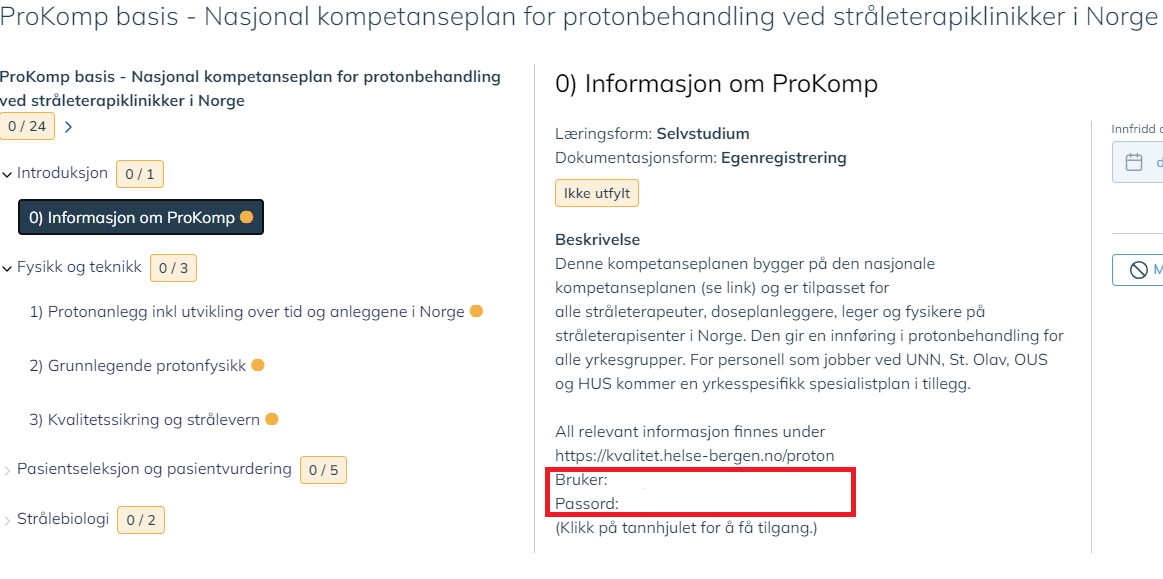 ProKomp basis - Nasjonal kompetanseplan for protonbehandling ved stråleterapiklinikker i Norge
ProKomp basis - Nasjonal kompetanseplan for protonbehandling
ved stråleterapiklinikker i Norge
0 / 24
Introduksjon 0 / 1
0) Informasjon om ProKomp
Fysikk og teknikk 0 / 3
1) Protonanlegg inkl utvikling over tid og anleggene i Norge
2) Grunnlegende protonfysikk
3) Kvalitetssikring og strålevern
Pasientseleksjon og pasientvurdering 0 / 5
Strålebiologi 0 / 2
0) Informasjon om ProKomp
Læringsform: Selvstudium
Dokumentasjonsform: Egenregistrering
Ikke utfylt
Beskrivelse
Denne kompetanseplanen bygger på den nasjonale
kompetanseplanen (se link) og er tilpasset for
alle stråleterapeuter, doseplanleggere, leger og fysikere på
stråleterapisenter i Norge. Den gir en innføring i protonbehandling for
alle yrkesgrupper. For personell som jobber ved UNN, St. Olav, OUS
og HUS kommer en yrkesspesifikk spesialistplan i tillegg.
All relevant informasjon finnes under
https://kvalitet.helse-bergen.no/proton
Bruker:
Passord:
(Klikk på tannhjulet for å få tilgang.)
Innfridd